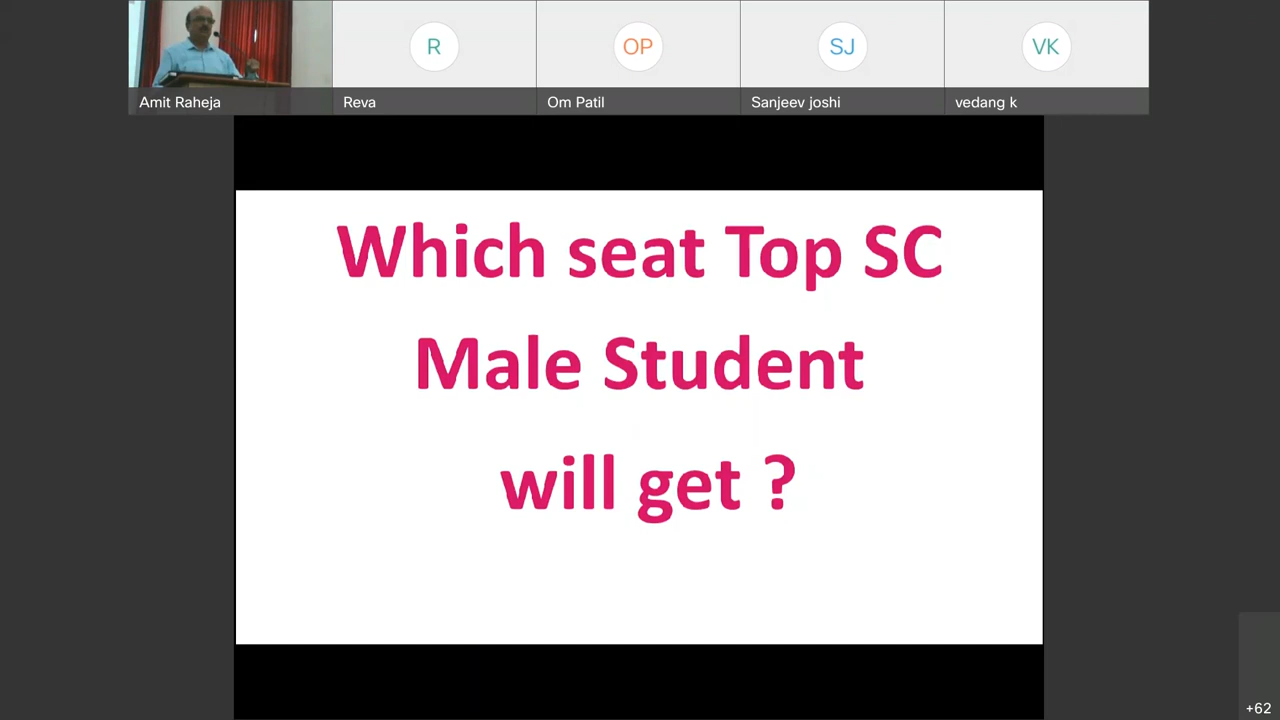 R
OP
SJ
VK
Amit Raheja
Reva
Om Patil
Sanjeev joshi
vedang k
Which seat Top SC
Male Student
will get ?
+62